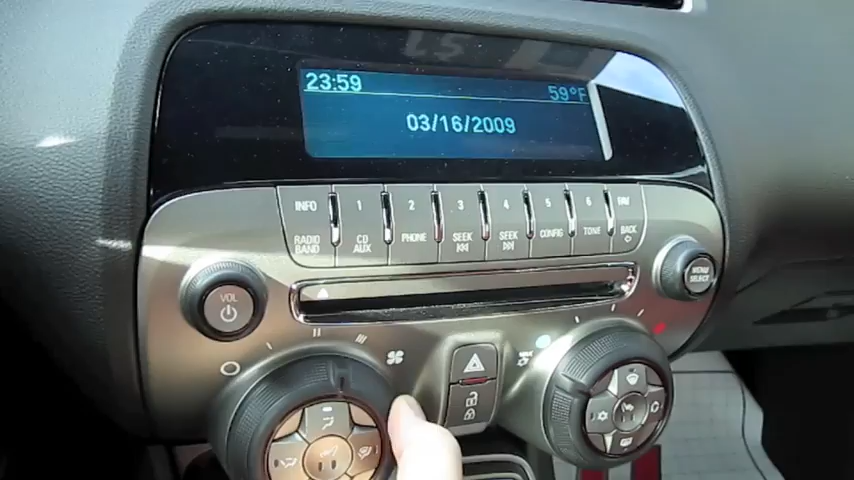 23:59
59°F
03/16/2009
INFO 1 2 3 4 5 6 FAV
RADIO BAND
CD AUX
PHONE
SEEK
SEEK
CONFIG
TONE
BACK
VOL
MENU SELECT